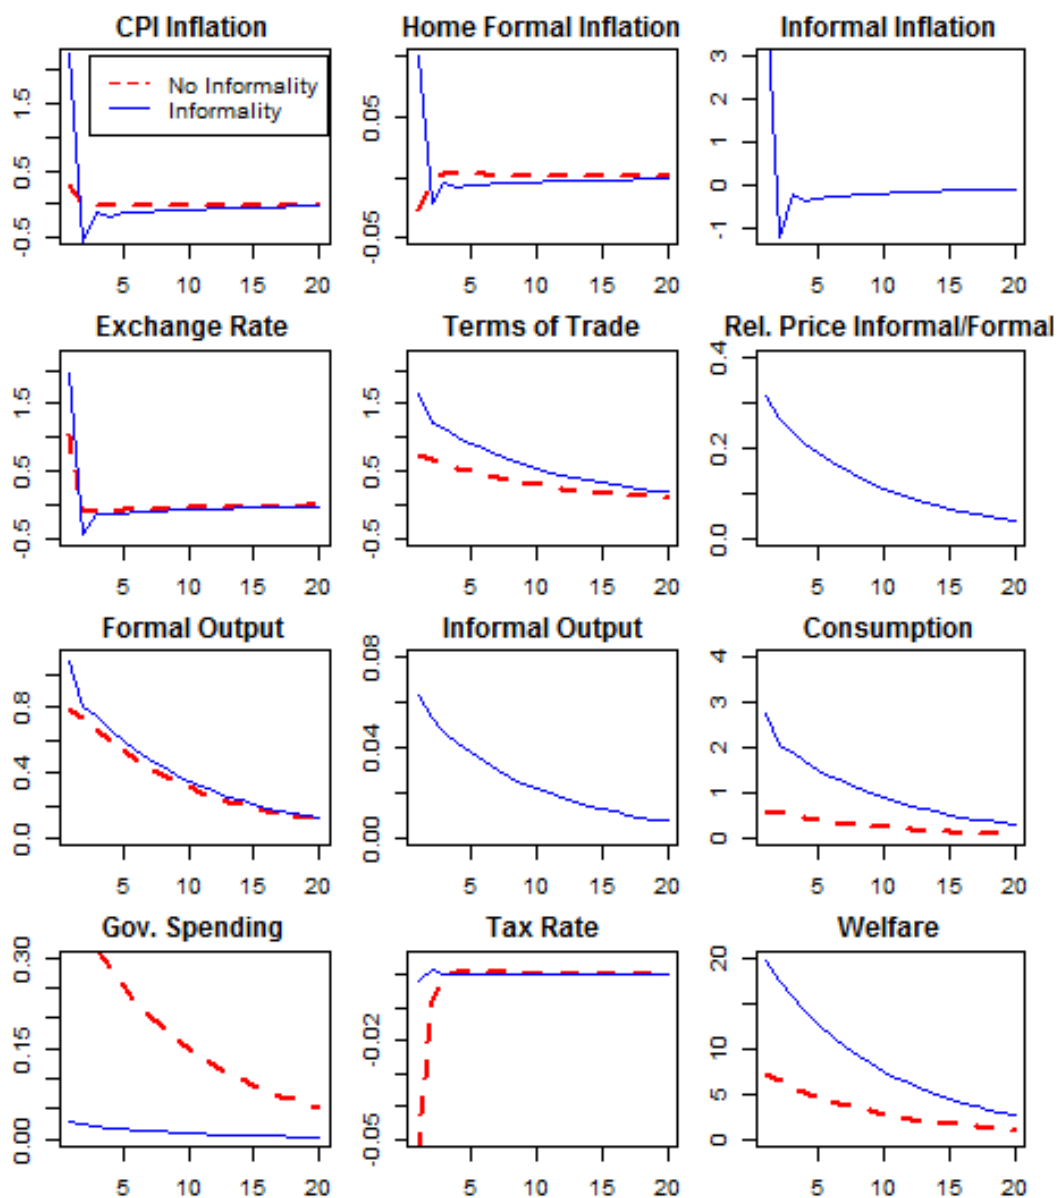 CPI Inflation
No Informality
Informality
-0.5 0.5 1.5
5 10 15 20
Home Formal Inflation
-0.05 0.05
5 10 15 20
Informal Inflation
-1 0 1 2 3
5 10 15 20
Exchange Rate
-0.5 0.5 1.5
5 10 15 20
Terms of Trade
-0.5 0.5 1.5
5 10 15 20
Rel. Price Informal/Formal
0.0 0.2 0.4
5 10 15 20
Formal Output
0.0 0.4 0.8
5 10 15 20
Informal Output
0.00 0.04 0.08
5 10 15 20
Consumption
0 1 2 3 4
5 10 15 20
Gov. Spending
0.00 0.15 0.30
5 10 15 20
Tax Rate
-0.05 -0.02
5 10 15 20
Welfare
0 5 10 20
5 10 15 20